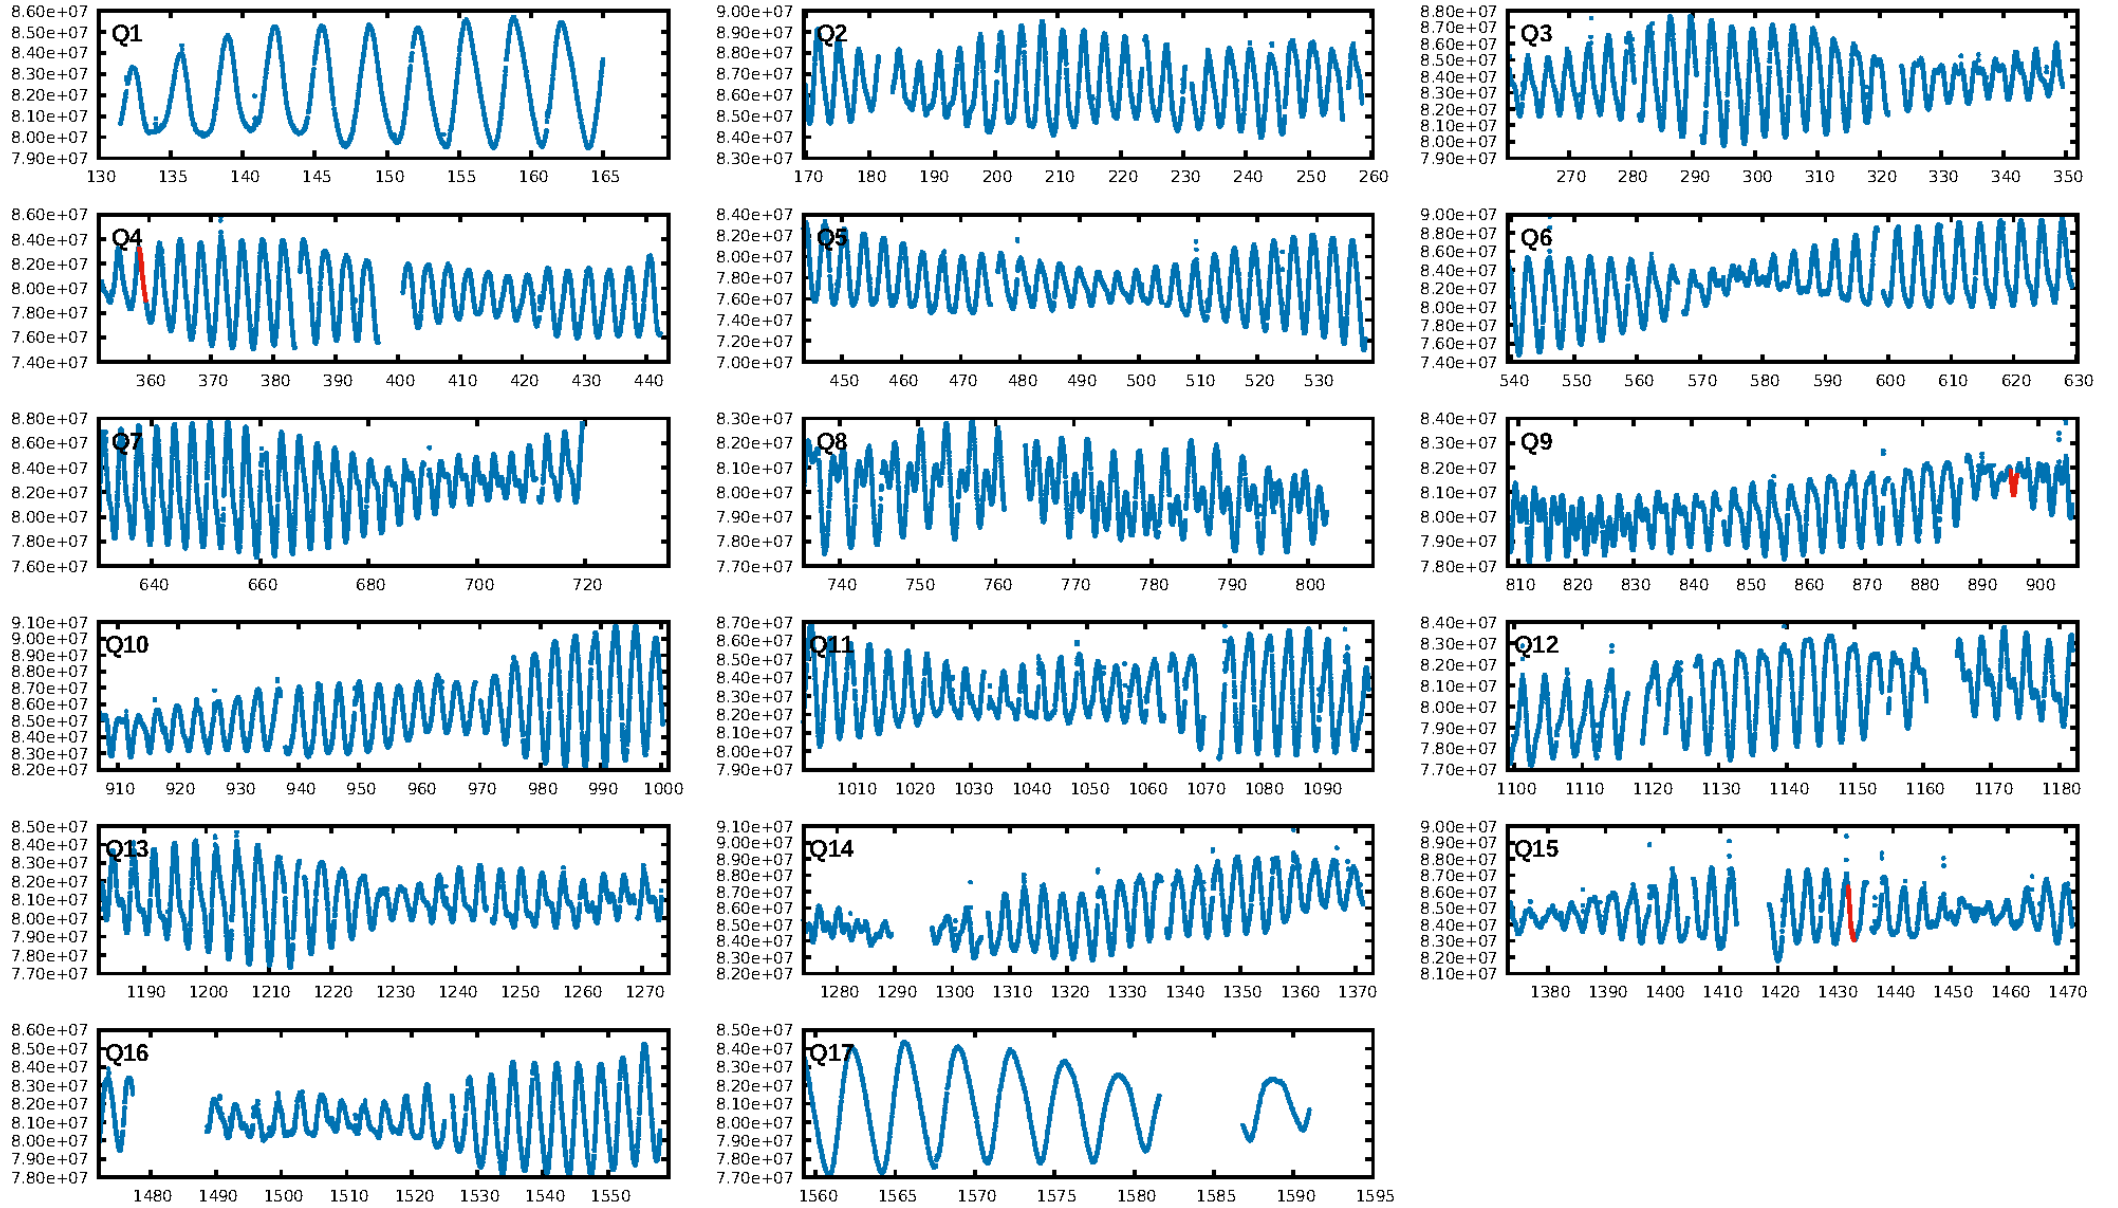 8.60e+07 8.50e+07 8.40e+07 8.30e+07 8.20e+07 8.10e+07 8.00e+07 7.90e+07
Q1
130 135 140 145 150 155 160 165
9.00e+07 8.90e+07 8.80e+07 8.70e+07 8.60e+07 8.50e+07 8.40e+07 8.30e+07
Q2
170 180 190 200 210 220 230 240 250 260
8.80e+07 8.70e+07 8.60e+07 8.50e+07 8.40e+07 8.30e+07 8.20e+07 8.10e+07 8.00e+07 7.90e+07
Q3
270 280 290 300 310 320 330 340 350
8.60e+07 8.40e+07 8.20e+07 8.00e+07 7.80e+07 7.60e+07 7.40e+07
Q4
360 370 380 390 400 410 420 430 440
8.40e+07 8.20e+07 8.00e+07 7.80e+07 7.60e+07 7.40e+07 7.20e+07 7.00e+07
Q5
450 460 470 480 490 500 510 520 530
9.00e+07 8.80e+07 8.60e+07 8.40e+07 8.20e+07 8.00e+07 7.80e+07 7.60e+07 7.40e+07
Q6
540 550 560 570 580 590 600 610 620 630
8.80e+07 8.60e+07 8.40e+07 8.20e+07 8.00e+07 7.80e+07 7.60e+07
Q7
640 660 680 700 720
8.30e+07 8.20e+07 8.10e+07 8.00e+07 7.90e+07 7.80e+07 7.70e+07
Q8
740 750 760 770 780 790 800
8.40e+07 8.30e+07 8.20e+07 8.10e+07 8.00e+07 7.90e+07 7.80e+07
Q9
810 820 830 840 850 860 870 880 890 900
9.10e+07 9.00e+07 8.90e+07 8.80e+07 8.70e+07 8.60e+07 8.50e+07 8.40e+07 8.30e+07 8.20e+07
Q10
910 920 930 940 950 960 970 980 990 1000
8.70e+07 8.60e+07 8.50e+07 8.40e+07 8.30e+07 8.20e+07 8.10e+07 8.00e+07 7.90e+07
Q11
1010 1020 1030 1040 1050 1060 1070 1080 1090
8.40e+07 8.30e+07 8.20e+07 8.10e+07 8.00e+07 7.90e+07 7.80e+07 7.70e+07
Q12
1100 1110 1120 1130 1140 1150 1160 1170 1180
8.50e+07 8.40e+07 8.30e+07 8.20e+07 8.10e+07 8.00e+07 7.90e+07 7.80e+07 7.70e+07
Q13
1190 1200 1210 1220 1230 1240 1250 1260 1270
9.10e+07 9.00e+07 8.90e+07 8.80e+07 8.70e+07 8.60e+07 8.50e+07 8.40e+07 8.30e+07 8.20e+07
Q14
1280 1290 1300 1310 1320 1330 1340 1350 1360 1370
9.00e+07 8.90e+07 8.80e+07 8.70e+07 8.60e+07 8.50e+07 8.40e+07 8.30e+07 8.20e+07 8.10e+07
Q15
1380 1390 1400 1410 1420 1430 1440 1450 1460 1470
8.60e+07 8.50e+07 8.40e+07 8.30e+07 8.20e+07 8.10e+07 8.00e+07 7.90e+07 7.80e+07
Q16
1480 1490 1500 1510 1520 1530 1540 1550
8.50e+07 8.40e+07 8.30e+07 8.20e+07 8.10e+07 8.00e+07 7.90e+07 7.80e+07 7.70e+07
Q17
1560 1565 1570 1575 1580 1585 1590 1595